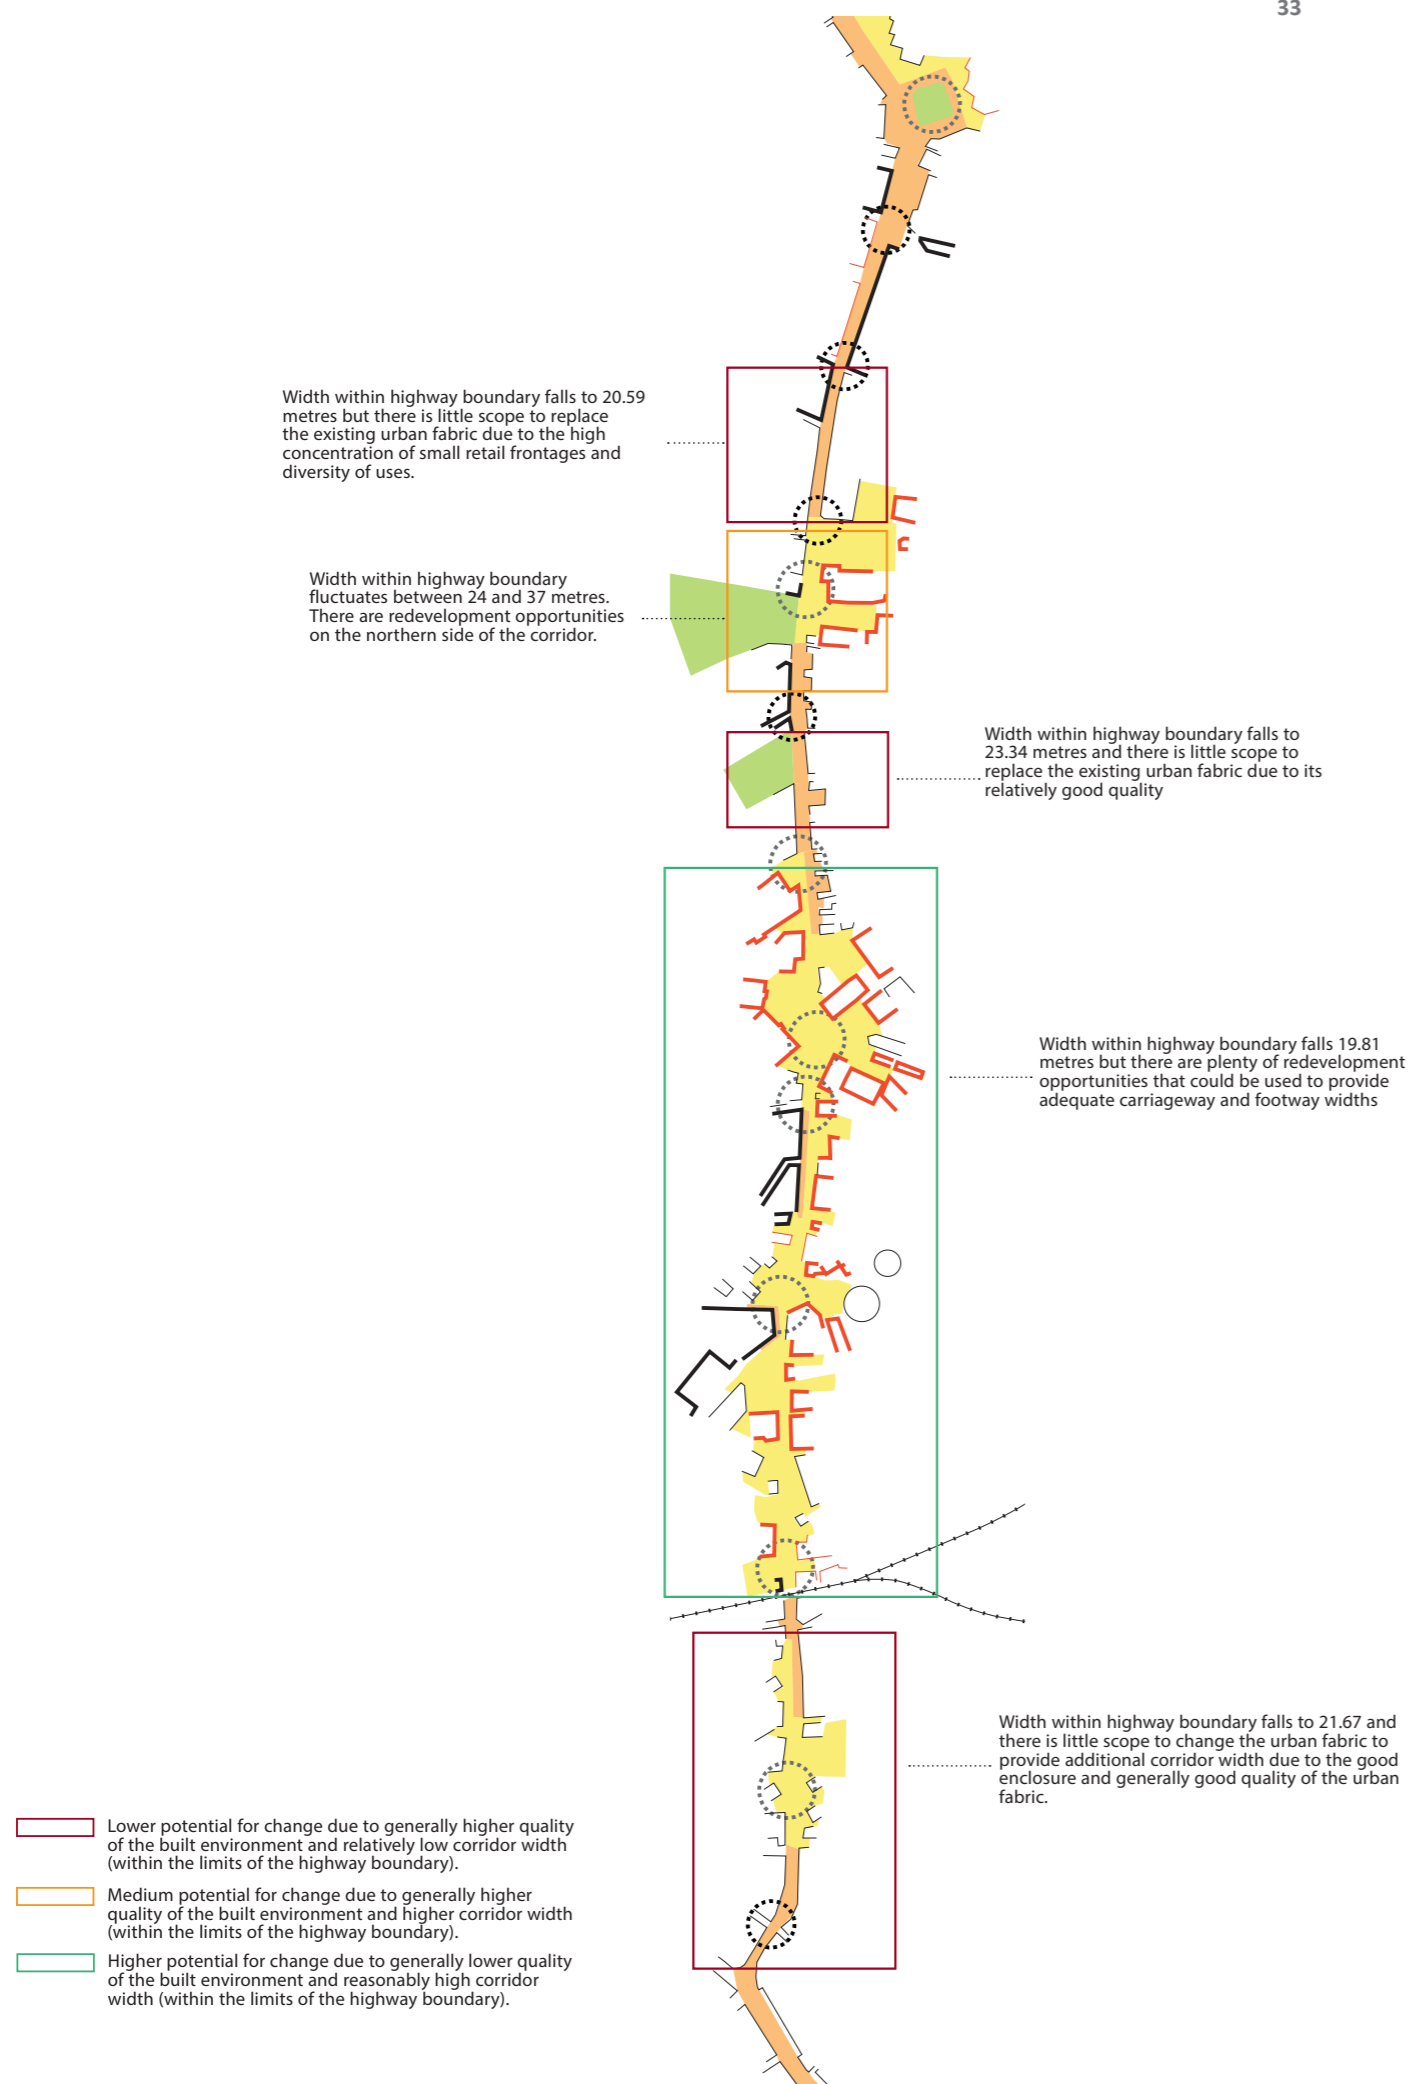 33
Width within highway boundary falls to 20.59
metres but there is little scope to replace
the existing urban fabric due to the high
concentration of small retail frontages and
diversity of uses.
Width within highway boundary
fluctuates between 24 and 37 metres.
There are redevelopment opportunities
on the northern side of the corridor.
Width within highway boundary falls to
23.34 metres and there is little scope to
replace the existing urban fabric due to its
relatively good quality
Width within highway boundary falls 19.81
metres but there are plenty of redevelopment
opportunities that could be used to provide
adequate carriageway and footway widths
Width within highway boundary falls to 21.67 and
there is little scope to change the urban fabric to
provide additional corridor width due to the good
enclosure and generally good quality of the urban
fabric.
Lower potential for change due to generally higher quality
of the built environment and relatively low corridor width
(within the limits of the highway boundary).
Medium potential for change due to generally higher
quality of the built environment and higher corridor width
(within the limits of the highway boundary).
Higher potential for change due to generally lower quality
of the built environment and reasonably high corridor
width (within the limits of the highway boundary).